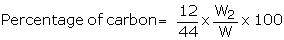 Percentage of carbon = 12/44 × W₂/W × 100